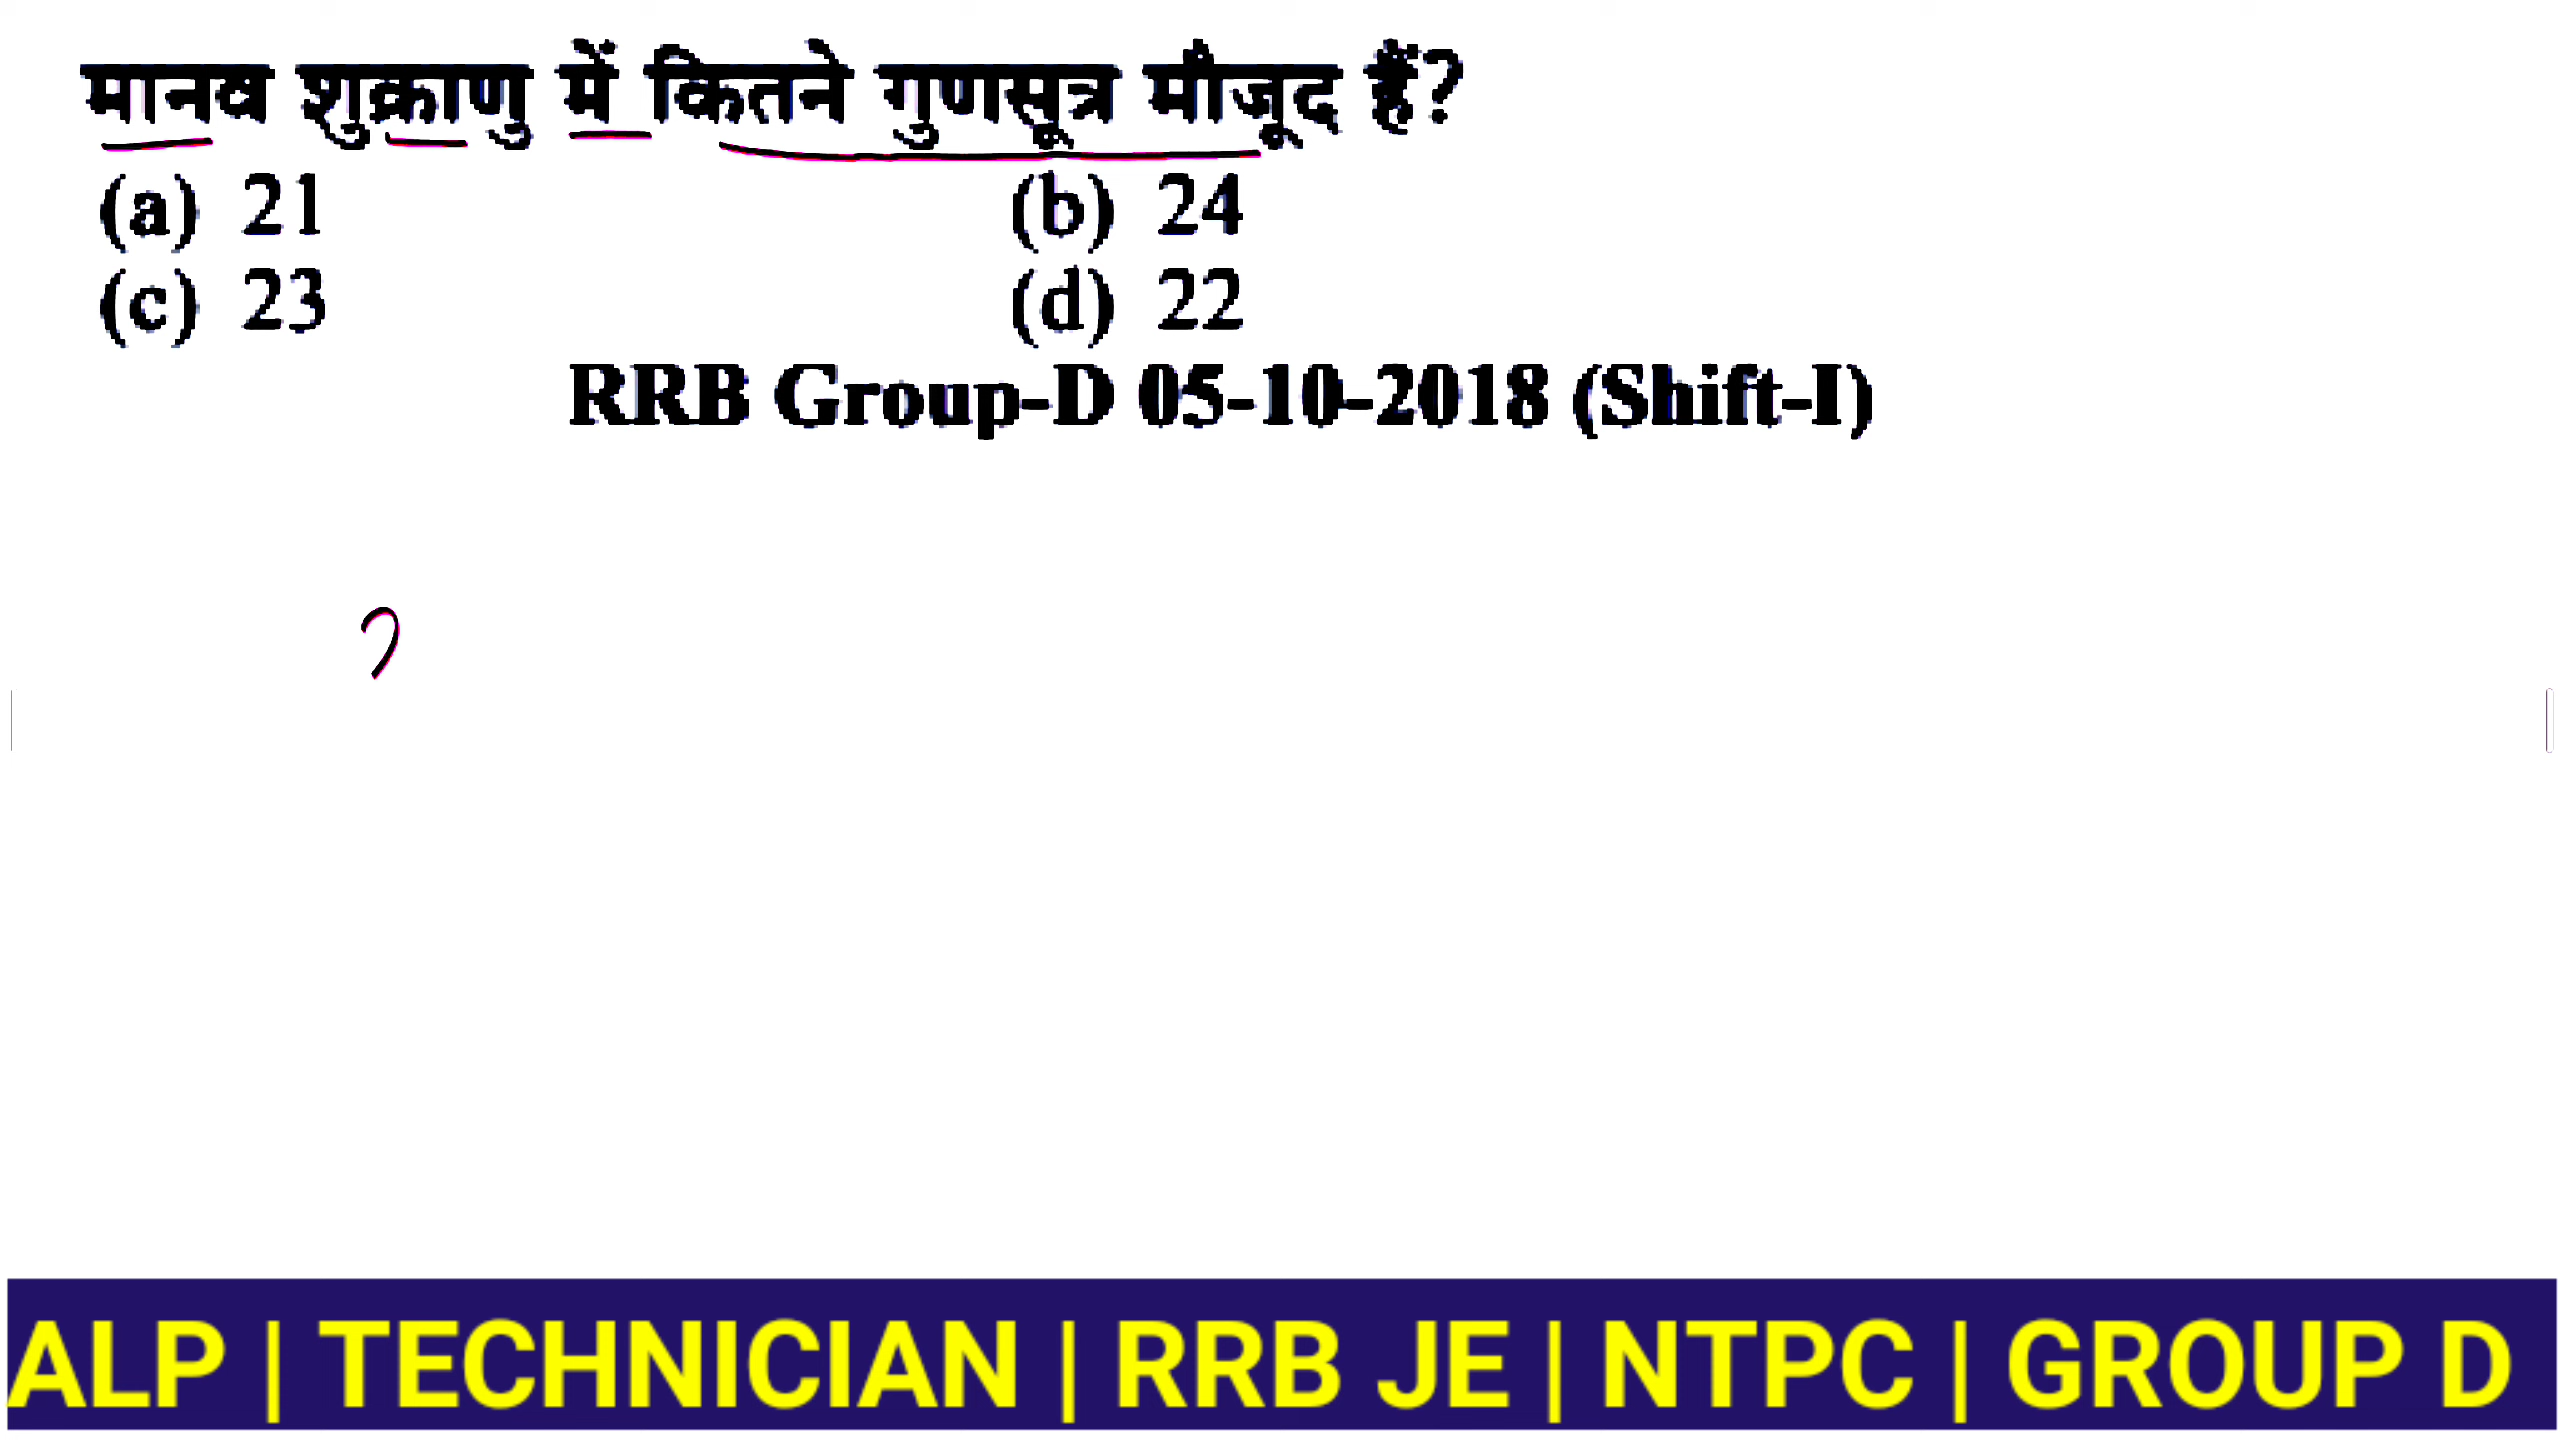 मानव शुक्राणु में कितने गुणसूत्र मौजूद हैं?
(a) 21 (b) 24
(c) 23 (d) 22
RRB Group-D 05-10-2018 (Shift-I)
ALP | TECHNICIAN | RRB JE | NTPC | GROUP D